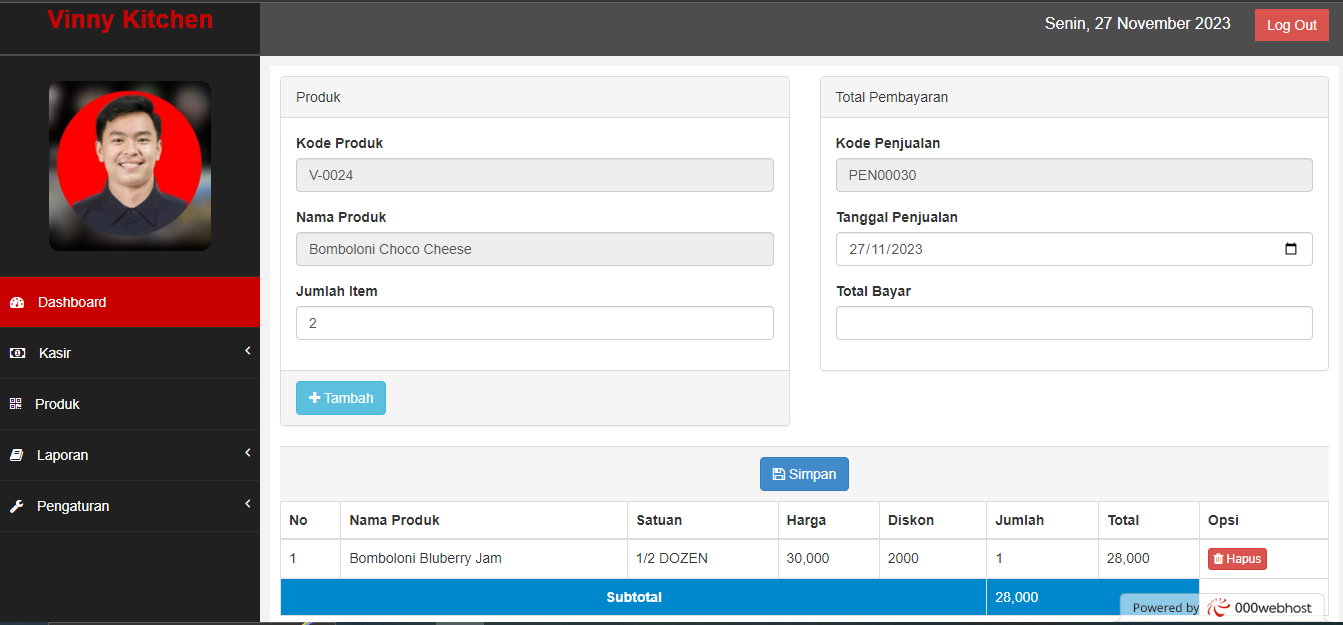 Vinny Kitchen
Senin, 27 November 2023
Log Out
Dashboard
Kasir
Produk
Laporan
Pengaturan
Produk
Kode Produk
V-0024
Nama Produk
Bomboloni Choco Cheese
Jumlah Item
2
Tambah
Total Pembayaran
Kode Penjualan
PEN00030
Tanggal Penjualan
27/11/2023
Total Bayar
Simpan
No Nama Produk Satuan Harga Diskon Jumlah Total Opsi
1 Bomboloni Bluberry Jam 1/2 DOZEN 30,000 2000 1 28,000 Hapus
Subtotal 28,000
Powered by 000webhost